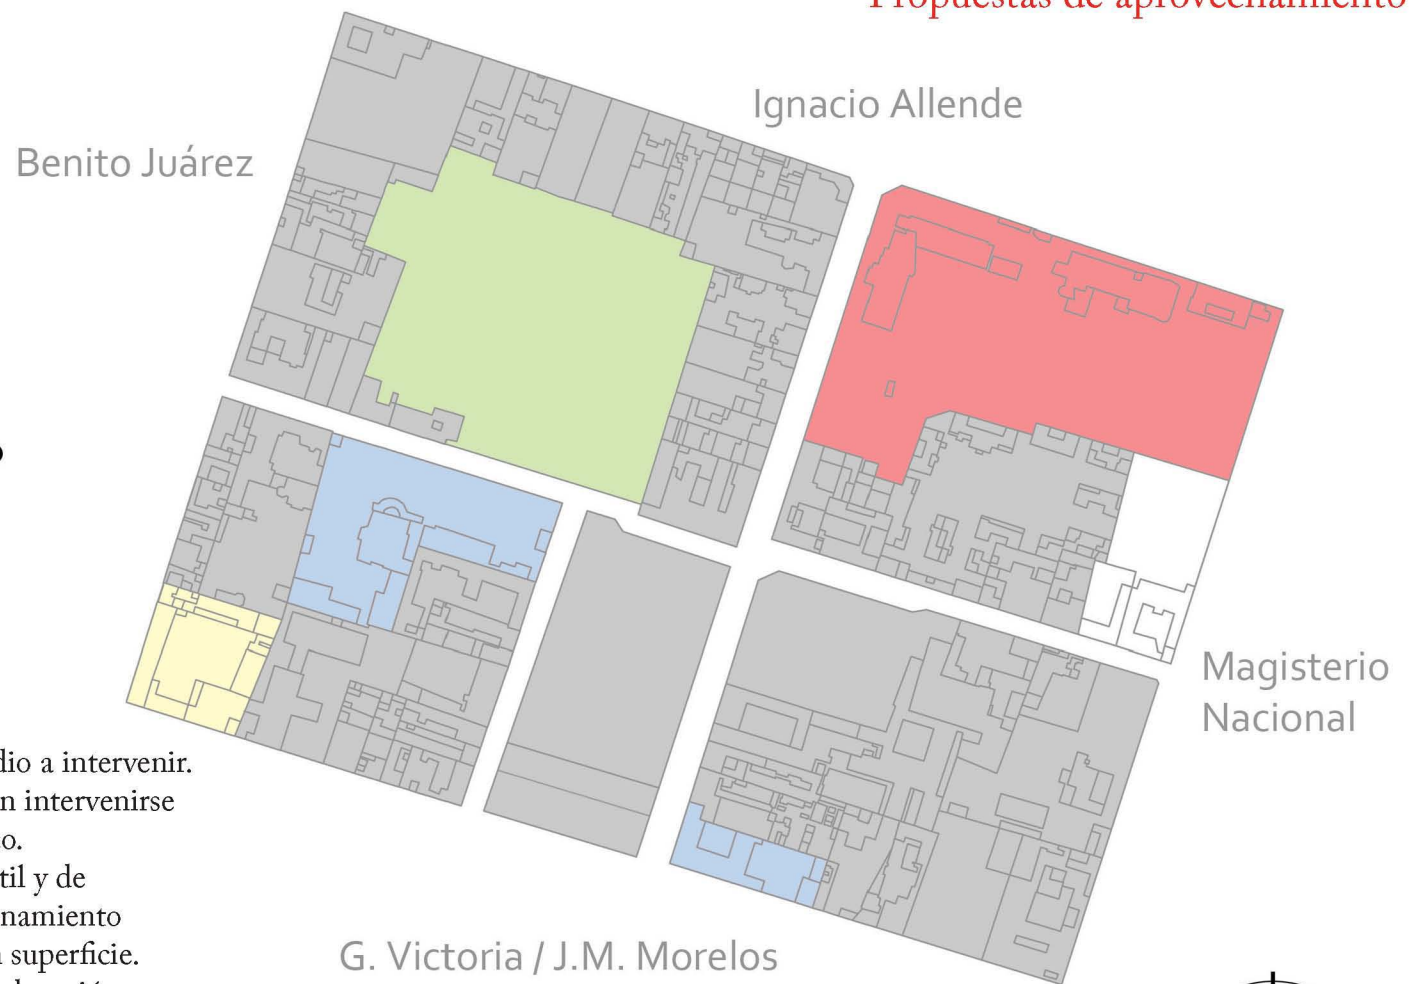 Propuestas de aprovechamiento
Ignacio Allende
Benito Juárez
Magisterio
Nacional
dio a intervenir.
n intervenirse
o.
til y de
namiento
superficie.
G. Victoria / J.M. Morelos